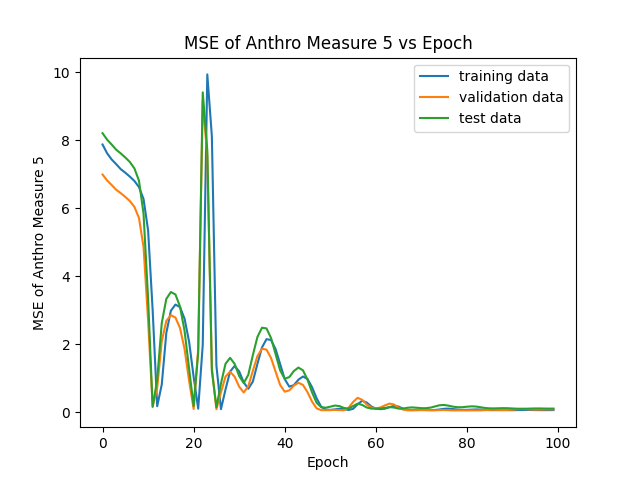 MSE of Anthro Measure 5 vs Epoch
training data
validation data
test data
MSE of Anthro Measure 5
10
8
6
4
2
0
0 20 40 60 80 100
Epoch